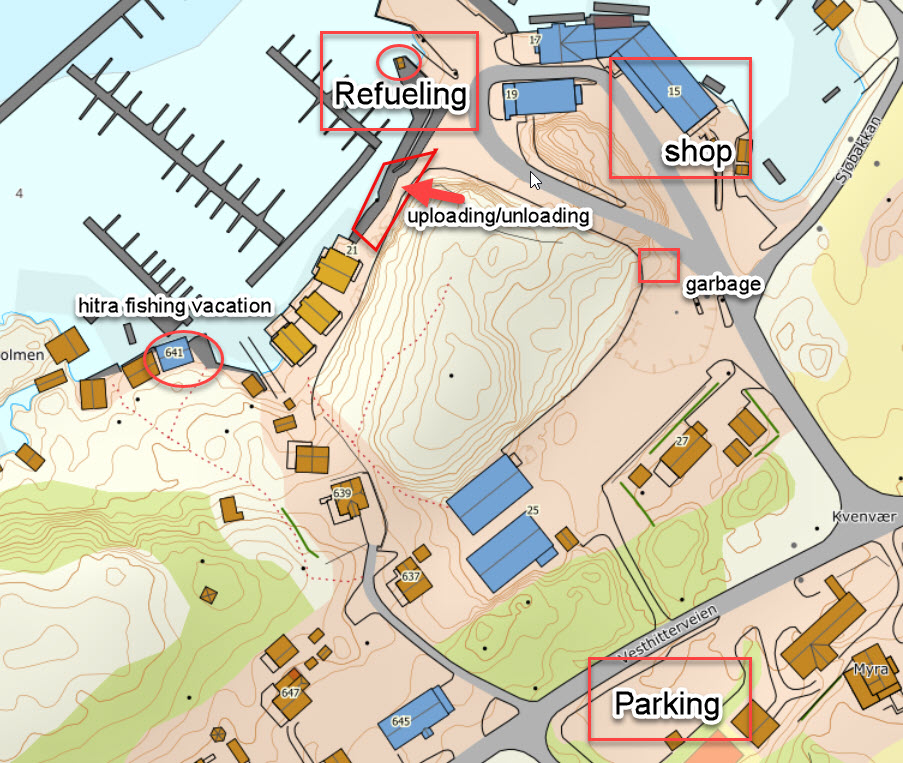 17
Refueling
19
15
shop
Sjøbakkan
4
uploading/unloading
21
garbage
hitra fishing vacation
641
olmen
27
639
25
Kvenvær
637
Vesthitterveien
647
Myra
Parking
645